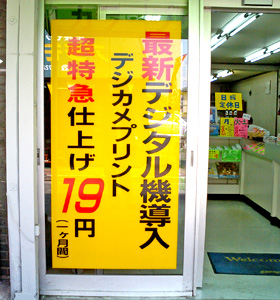 最新デジタル機導入
デジカメプリント
超特急仕上げ
19円
(一ヶ月間)
定休日
Welcome